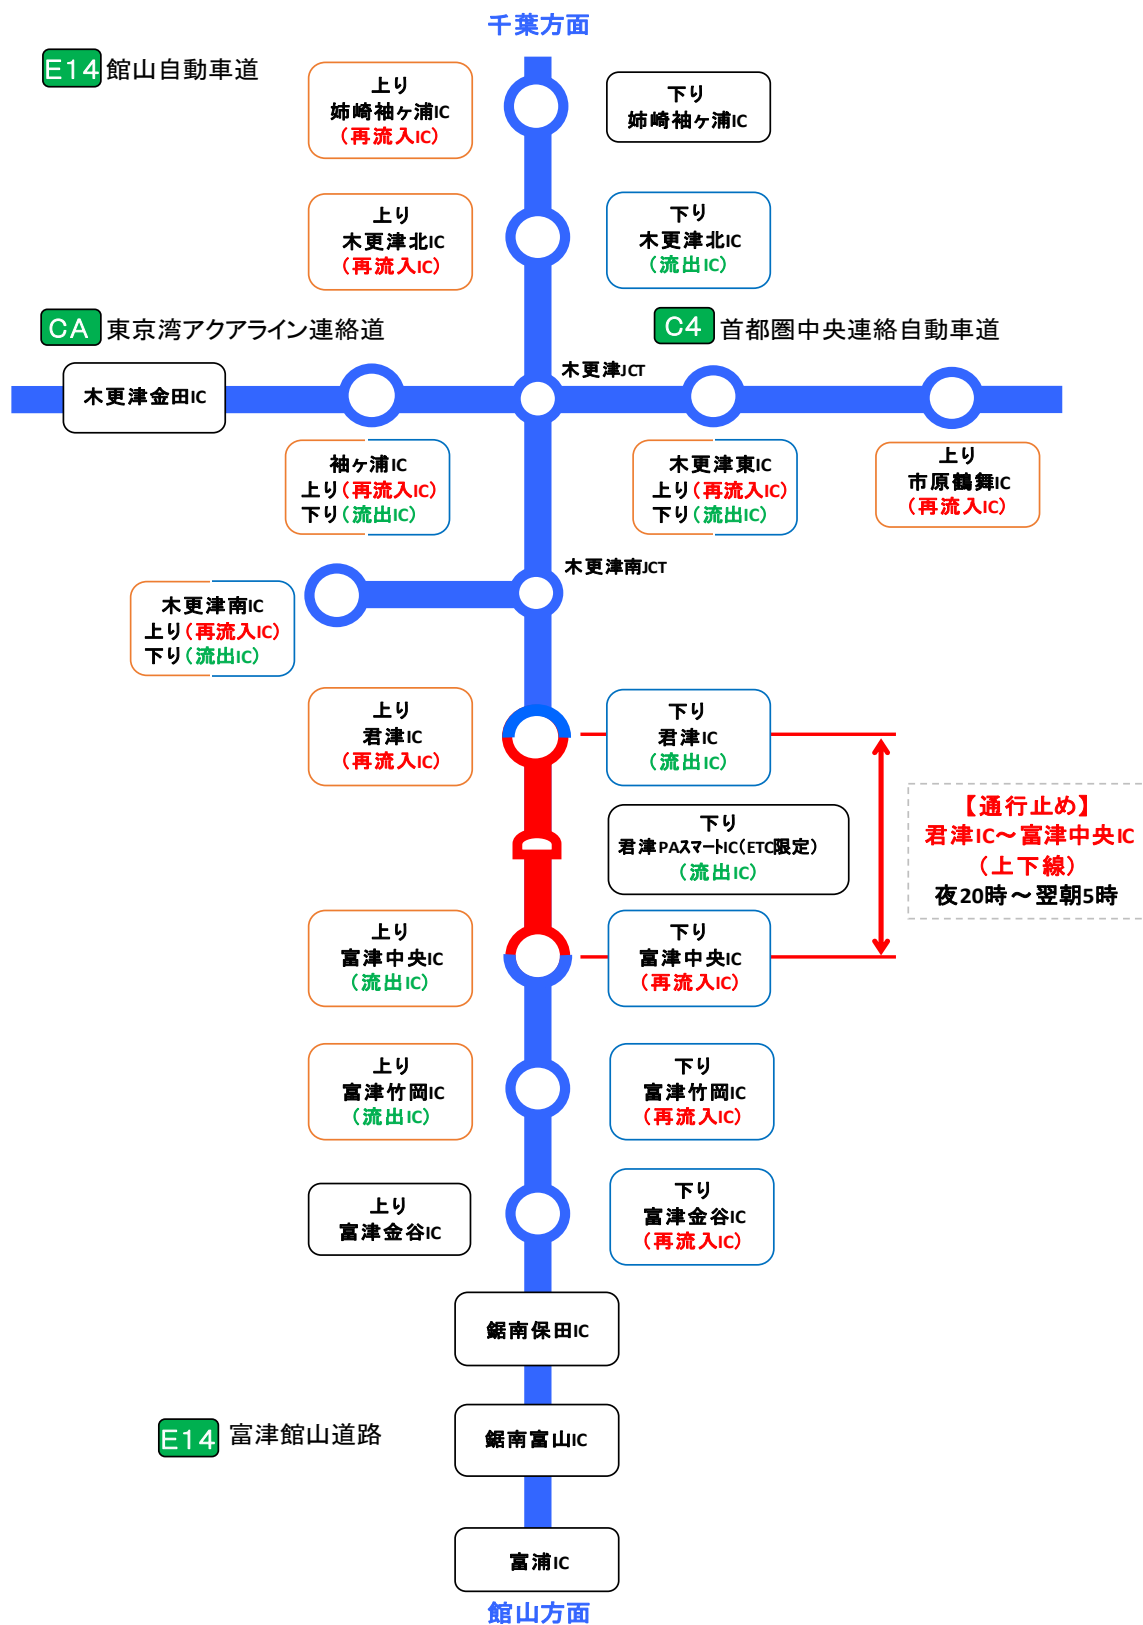 千葉方面
E14 館山自動車道
上り
姉崎袖ヶ浦IC
(再流入IC)
下り
姉崎袖ヶ浦IC
上り
木更津北IC
(再流入IC)
下り
木更津北IC
(流出IC)
CA 東京湾アクアライン連絡道
C4 首都圏中央連絡自動車道
木更津JCT
木更津金田IC
袖ヶ浦IC
上り(再流入IC)
下り(流出IC)
木更津東IC
上り(再流入IC)
下り(流出IC)
上り
市原鶴舞IC
(再流入IC)
木更津南JCT
木更津南IC
上り(再流入IC)
下り(流出IC)
上り
君津IC
(再流入IC)
下り
君津IC
(流出IC)
【通行止め】
君津IC～富津中央IC
(上下線)
夜20時～翌朝5時
下り
君津PAスマートIC(ETC限定)
(流出IC)
上り
富津中央IC
(流出IC)
下り
富津中央IC
(再流入IC)
上り
富津竹岡IC
(流出IC)
下り
富津竹岡IC
(再流入IC)
上り
富津金谷IC
下り
富津金谷IC
(再流入IC)
鋸南保田IC
E14 富津館山道路
鋸南富山IC
富浦IC
館山方面